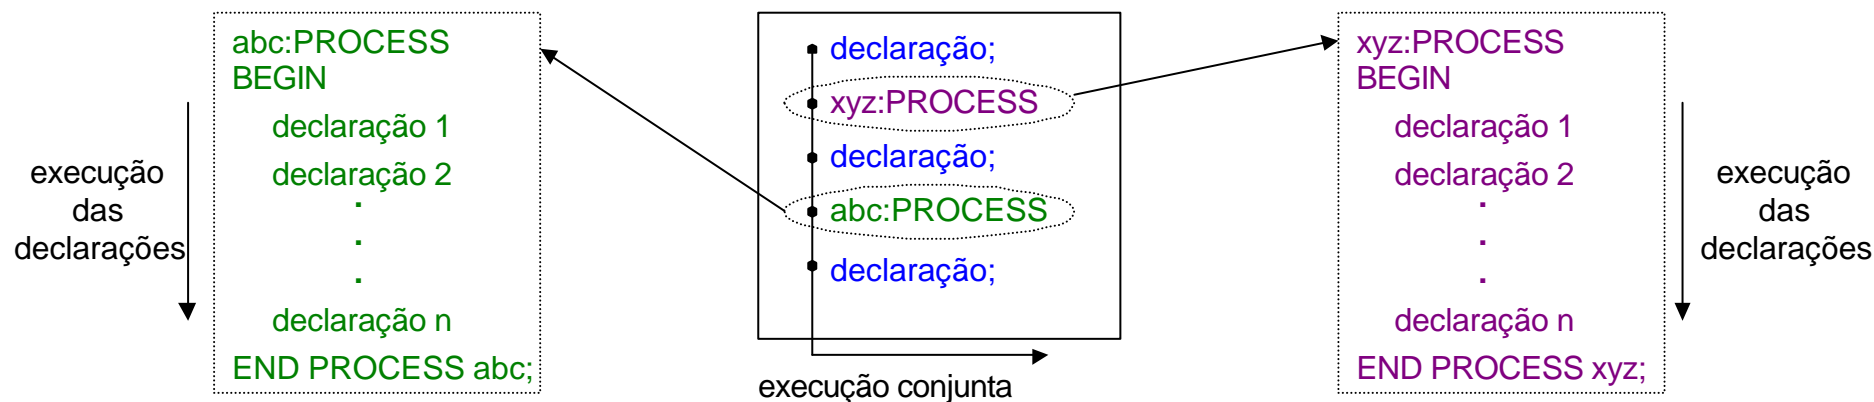 execução
das
declarações
abc:PROCESS
BEGIN
declaração 1
declaração 2
.
.
.
declaração n
END PROCESS abc;
declaração;
xyz:PROCESS
declaração;
abc:PROCESS
declaração;
execução conjunta
xyz:PROCESS
BEGIN
declaração 1
declaração 2
.
.
.
declaração n
END PROCESS xyz;
execução
das
declarações